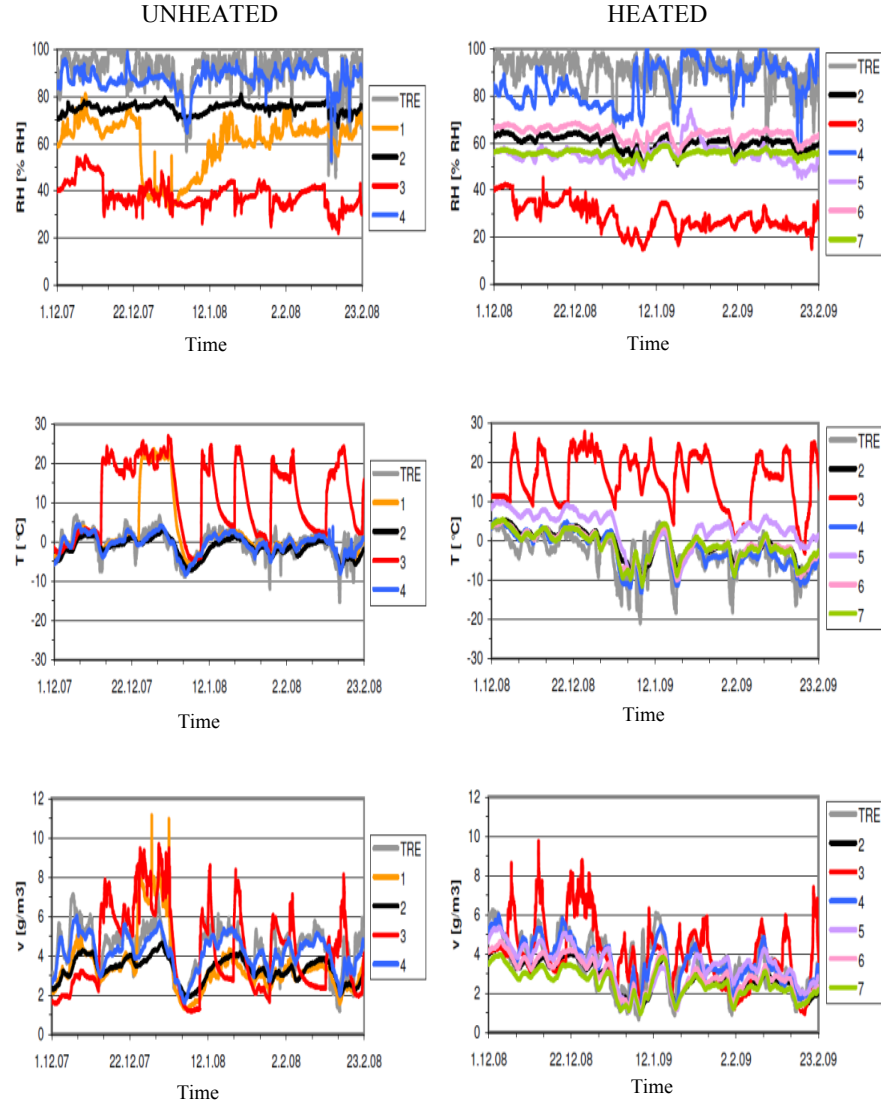 UNHEATED
RH [% RH]
100
80
60
40
20
0
1.12.07 22.12.07 12.1.08 2.2.08 23.2.08
Time
TRE
1
2
3
4
HEATED
RH [% RH]
100
80
60
40
20
0
1.12.08 22.12.08 12.1.09 2.2.09 23.2.09
Time
TRE
2
3
4
5
6
7
T [ °C]
30
20
10
0
-10
-20
-30
1.12.07 22.12.07 12.1.08 2.2.08 23.2.08
Time
TRE
1
2
3
4
T [ °C]
30
20
10
0
-10
-20
-30
1.12.08 22.12.08 12.1.09 2.2.09 23.2.09
Time
TRE
2
3
4
5
6
7
v [g/m3]
12
10
8
6
4
2
0
1.12.07 22.12.07 12.1.08 2.2.08 23.2.08
Time
TRE
1
2
3
4
v [g/m3]
12
10
8
6
4
2
0
1.12.08 22.12.08 12.1.09 2.2.09 23.2.09
Time
TRE
2
3
4
5
6
7